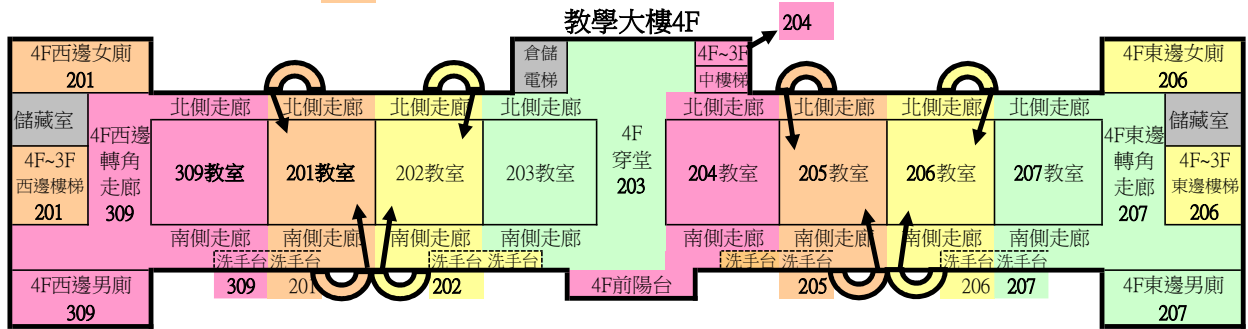 教學大樓4F
204
4F西邊女廁
201
倉儲
電梯
4F~3F
中樓梯
4F東邊女廁
206
北側走廊 北側走廊 北側走廊 北側走廊
北側走廊 北側走廊 北側走廊 北側走廊
儲藏室
4F西邊
轉角
走廊
309
4F~3F
西邊樓梯
201
309教室
201教室
202教室
203教室
4F
穿堂
203
204教室
205教室
206教室
207教室
4F東邊
轉角
走廊
207
儲藏室
4F~3F
東邊樓梯
206
南側走廊 南側走廊 南側走廊 南側走廊
南側走廊 南側走廊 南側走廊 南側走廊
洗手台 洗手台
洗手台 洗手台
洗手台 洗手台
洗手台 洗手台
309 201 202
205 206 207
4F西邊男廁
309
4F前陽台
4F東邊男廁
207